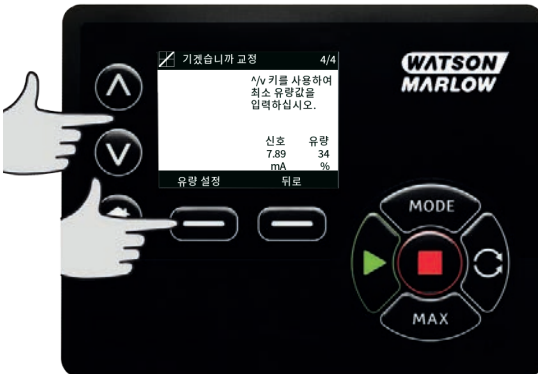 기겠습니까 교정 4/4
^/v 키를 사용하여
최소 유량값을
입력하십시오.
신호 유량
7.89 34
mA %
유량 설정 뒤로
WATSON
MARLOW
MODE
MAX